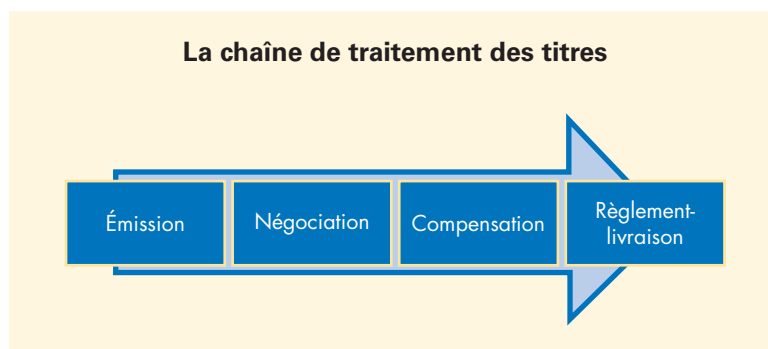 La chaîne de traitement des titres
Émission
Négociation
Compensation
Règlement-
livraison